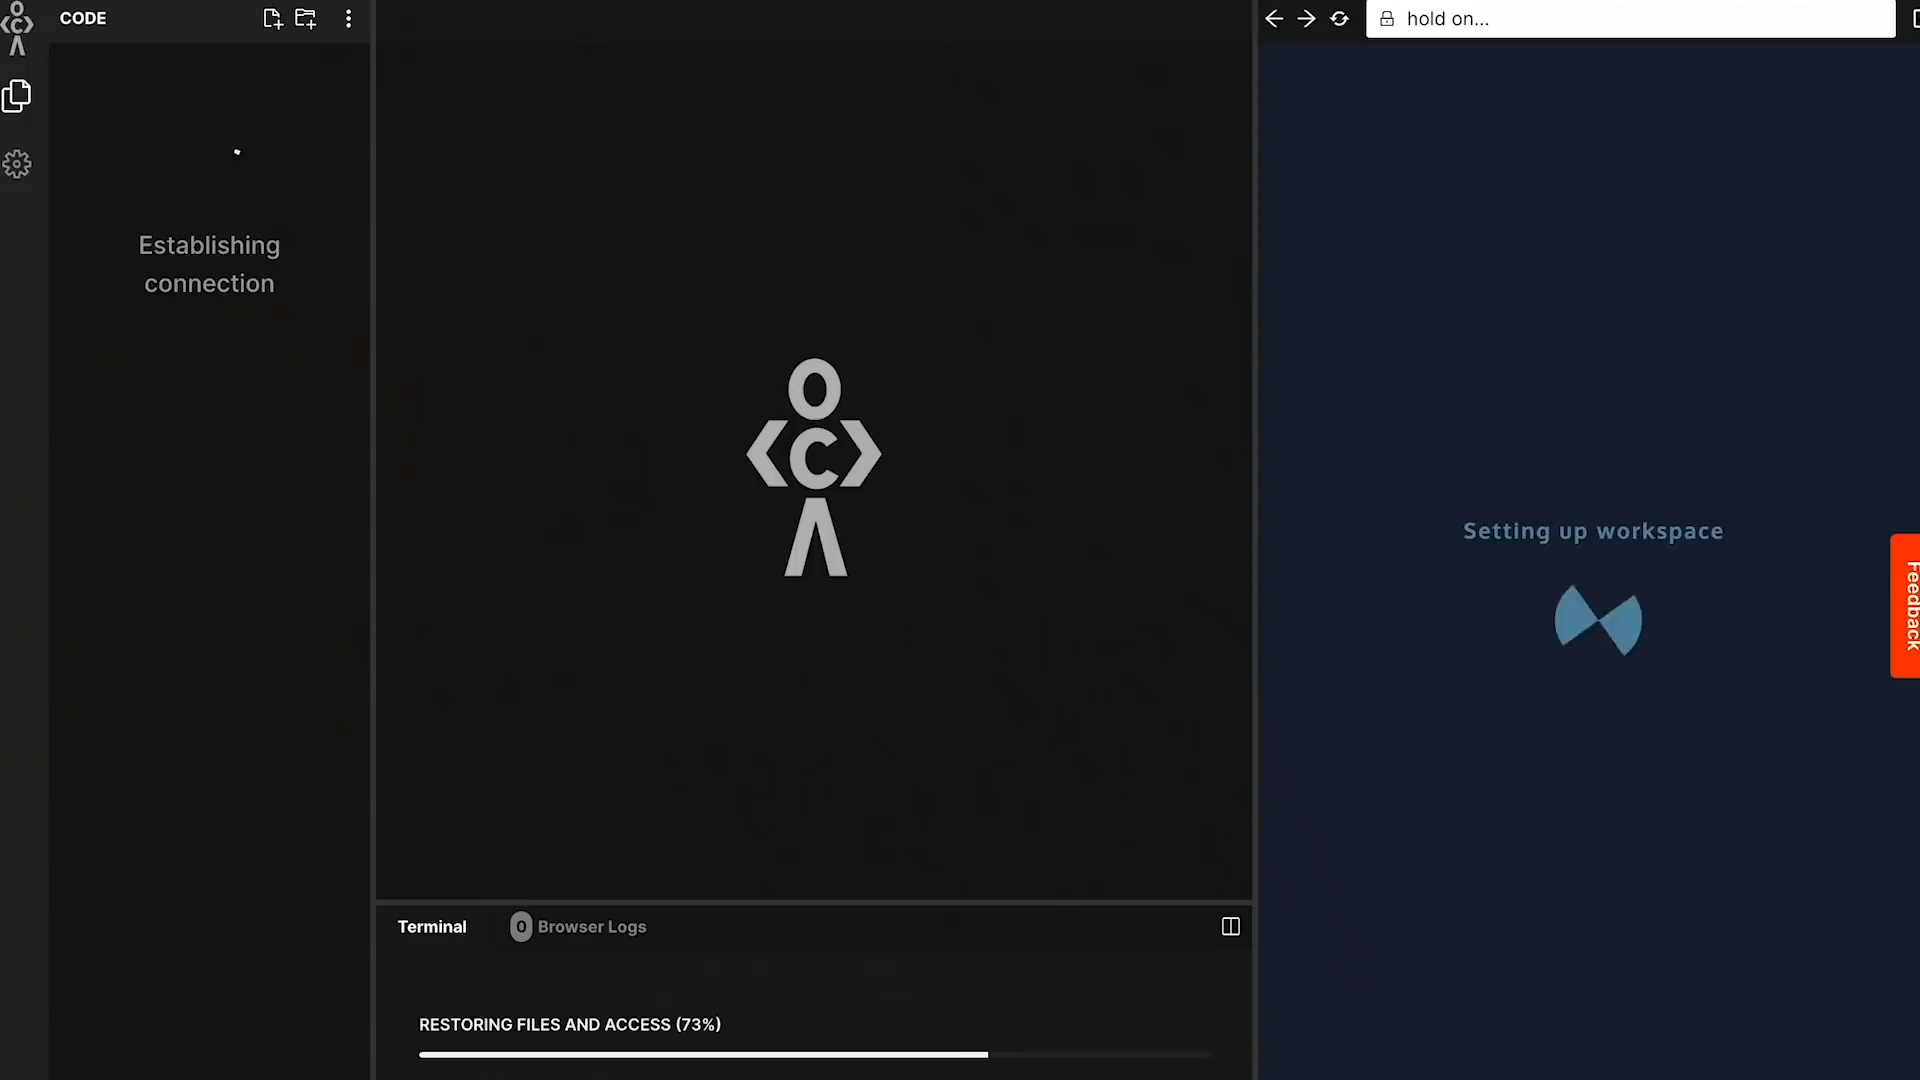 CODE
hold on...
Establishing
connection
O
<C>
Λ
Setting up workspace
Feedback
Terminal
0 Browser Logs
RESTORING FILES AND ACCESS (73%)